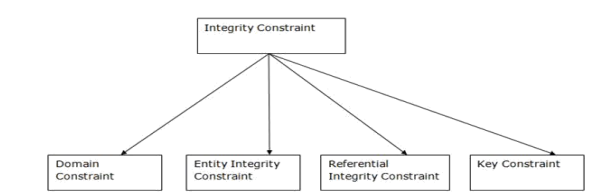 Integrity Constraint
Domain
Constraint
Entity Integrity
Constraint
Referential
Integrity Constraint
Key Constraint